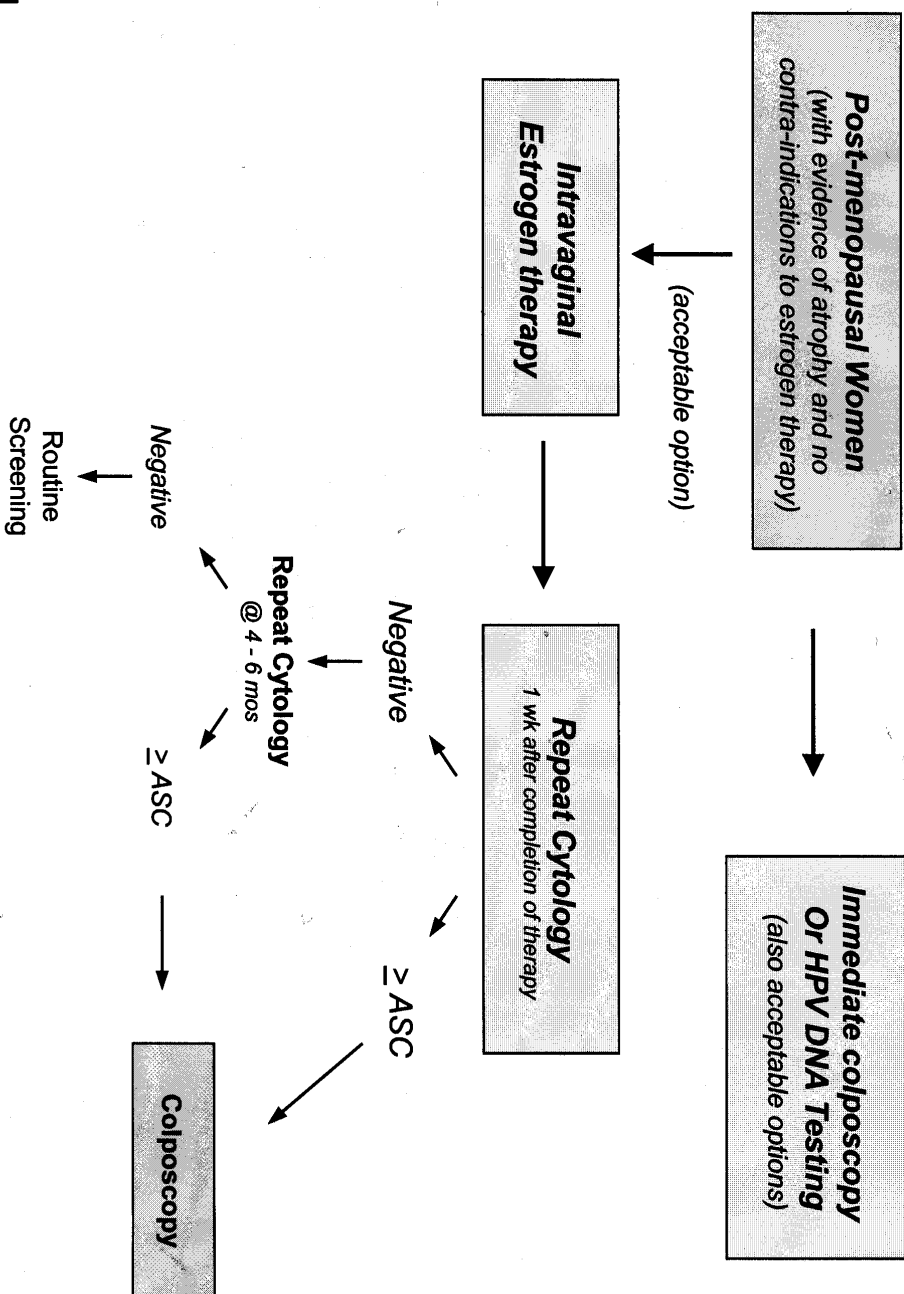 Post-menopausal Women
(with evidence of atrophy and no
contra-indications to estrogen therapy)
Immediate colposcopy
Or HPV DNA Testing
(also acceptable options)
(acceptable option)
Intravaginal
Estrogen therapy
Repeat Cytology
1 wk after completion of therapy
Negative
≥ ASC
Repeat Cytology
@ 4 - 6 mos
Negative
≥ ASC
Colposcopy
Routine
Screening